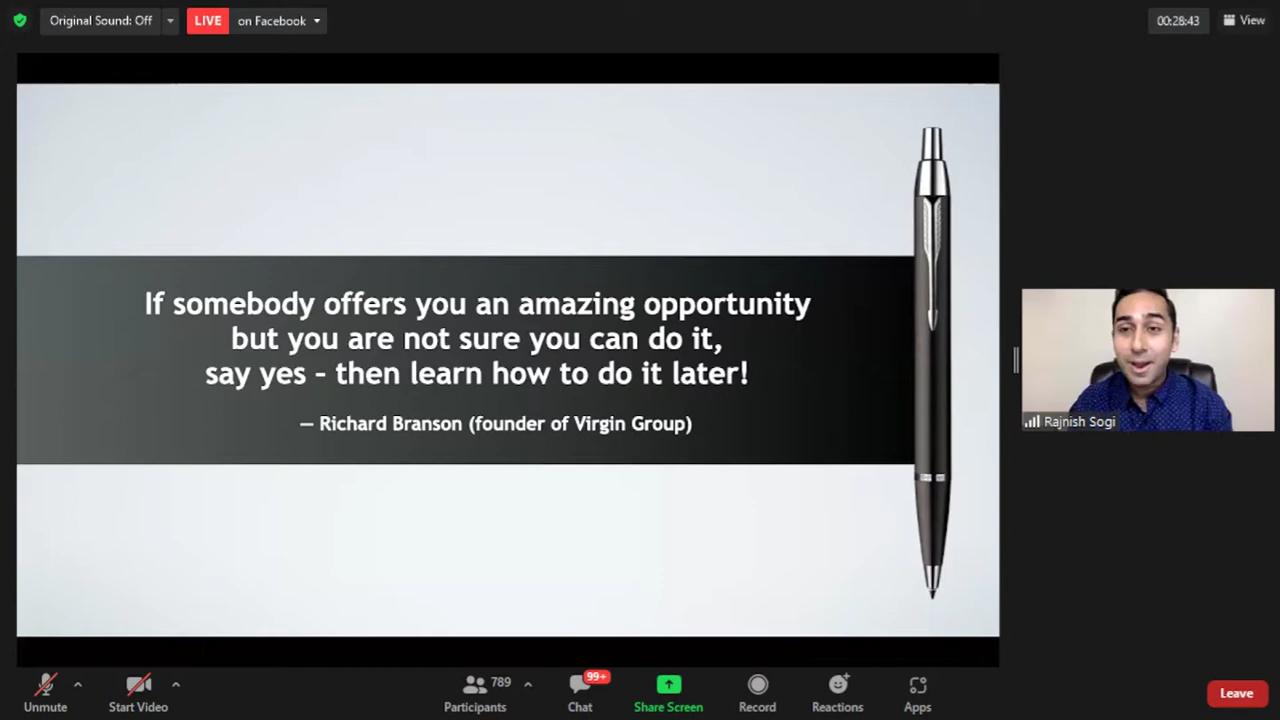 Original Sound: Off
LIVE
on Facebook
00:28:43
View
If somebody offers you an amazing opportunity
but you are not sure you can do it,
say yes – then learn how to do it later!
— Richard Branson (founder of Virgin Group)
Rajnish Sogi
Unmute
Start Video
789
Participants
99+
Chat
Share Screen
Record
Reactions
Apps
Leave